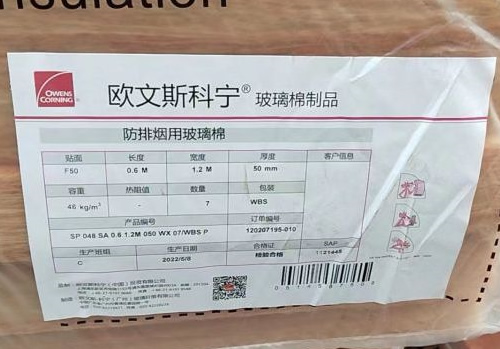 nsulation
OWENS
CORNING
欧文斯科宁® 玻璃棉制品
防排烟用玻璃棉
贴面 长度 宽度 厚度 客户信息
F50 0.6 M 1.2 M 50 mm
容重 热阻值 数量 包装
48 kg/m³ - 7 WBS
产品编号 订单编号
SP 048 SA 0.6 1.2M 050 WX 07/WBS P 120207195-010
生产班组 生产日期 合格证 SAP
C 2022/5/8 检验合格 1121448